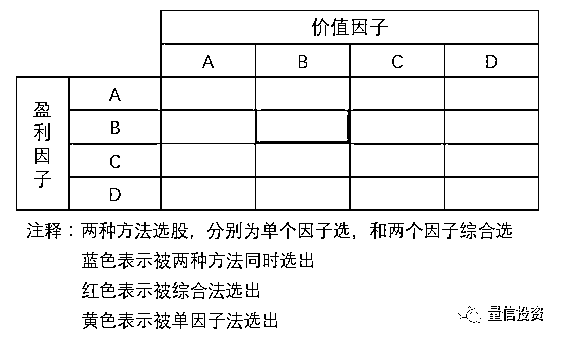 价值因子
A B C D
盈利因子
A
B
C
D
注释：两种方法选股，分别为单个因子选，和两个因子综合选
蓝色表示被两种方法同时选出
红色表示被综合法选出
黄色表示被单因子法选出
量信投资